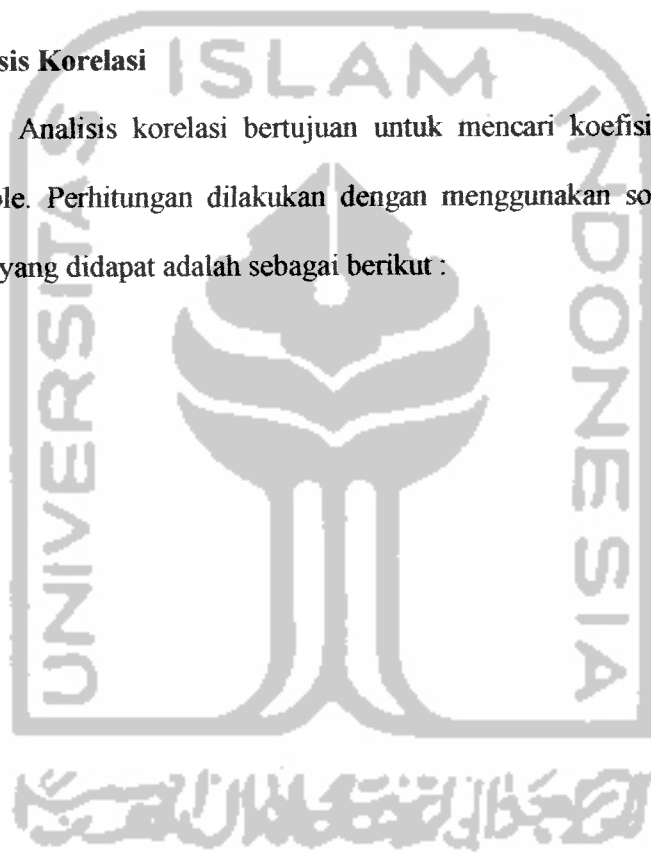 sis Korelasi
Analisis korelasi bertujuan untuk mencari koefisi
le. Perhitungan dilakukan dengan menggunakan so
yang didapat adalah sebagai berikut :
UNIVERSITAS
ISLAM
INDONESIA